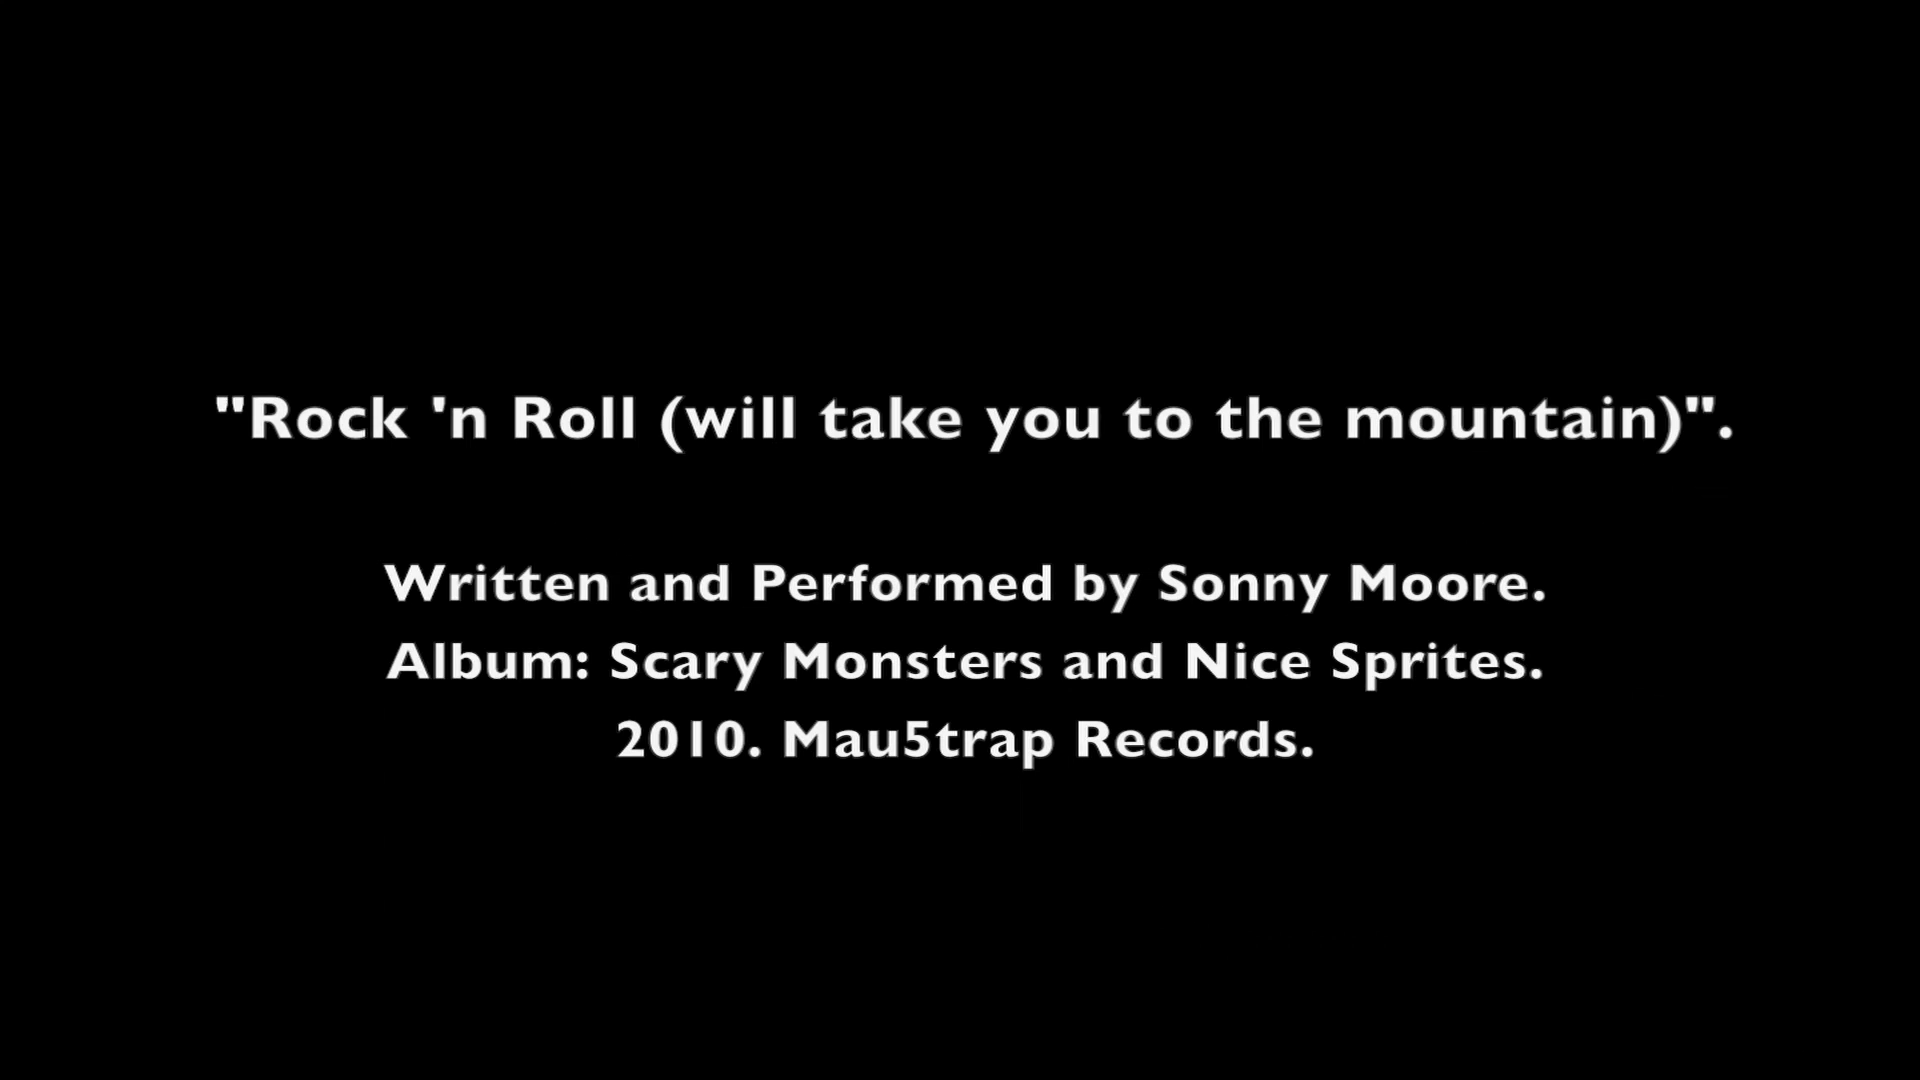 "Rock 'n Roll (will take you to the mountain)".
Written and Performed by Sonny Moore.
Album: Scary Monsters and Nice Sprites.
2010. Mau5trap Records.